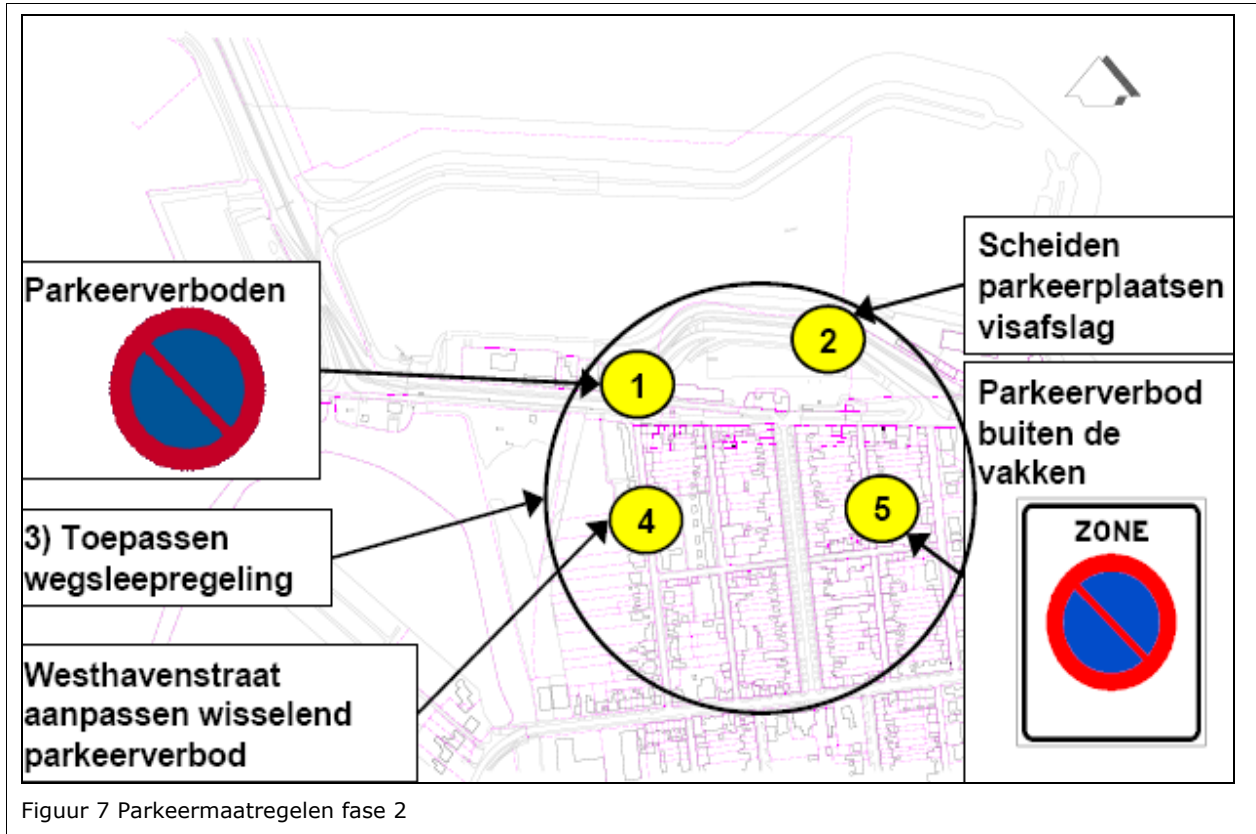 Scheiden
parkeerplaatsen
visafslag
Parkeerverboden
1
2
Parkeerverbod
buiten de
vakken
ZONE
3) Toepassen
wegsleepregeling
4
5
Westhavenstraat
aanpassen wisselend
parkeerverbod
Figuur 7 Parkeermaatregelen fase 2